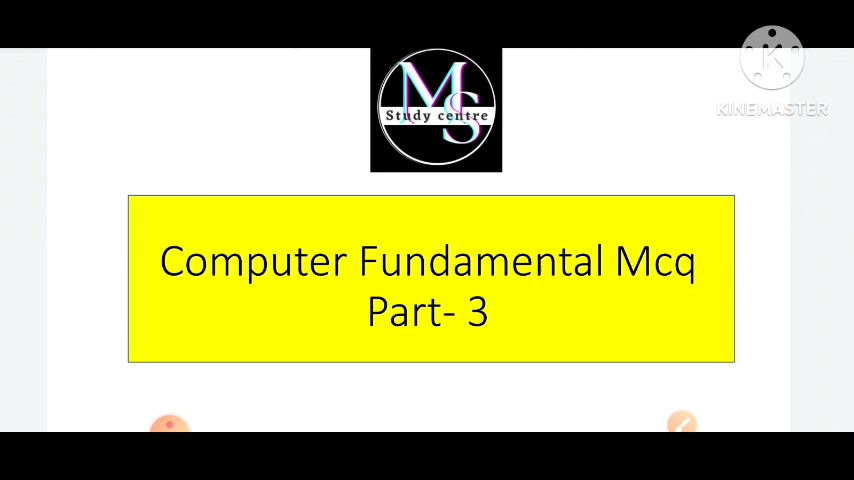 MS
Study centre
KINEMASTER
Computer Fundamental Mcq
Part- 3